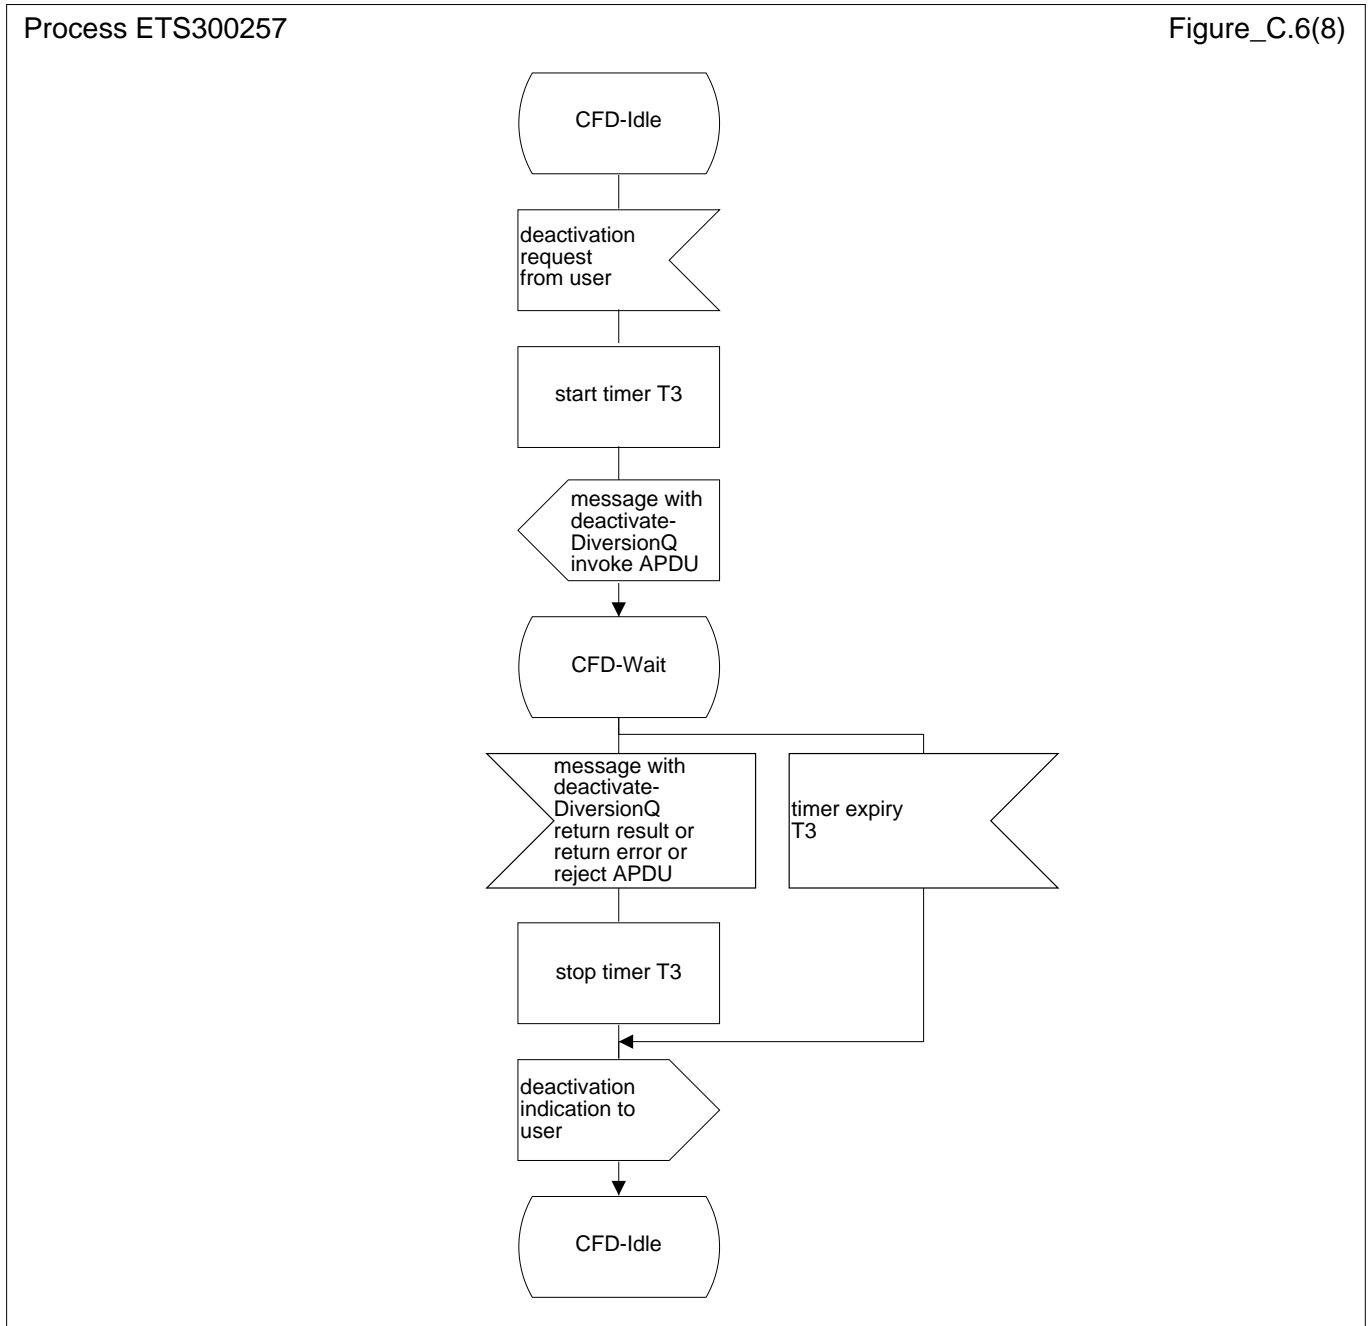 Process ETS300257
Figure_C.6(8)
CFD-Idle
deactivation
request
from user
start timer T3
message with
deactivate-
DiversionQ
invoke APDU
CFD-Wait
message with
deactivate-
DiversionQ
return result or
return error or
reject APDU
timer expiry
T3
stop timer T3
deactivation
indication to
user
CFD-Idle